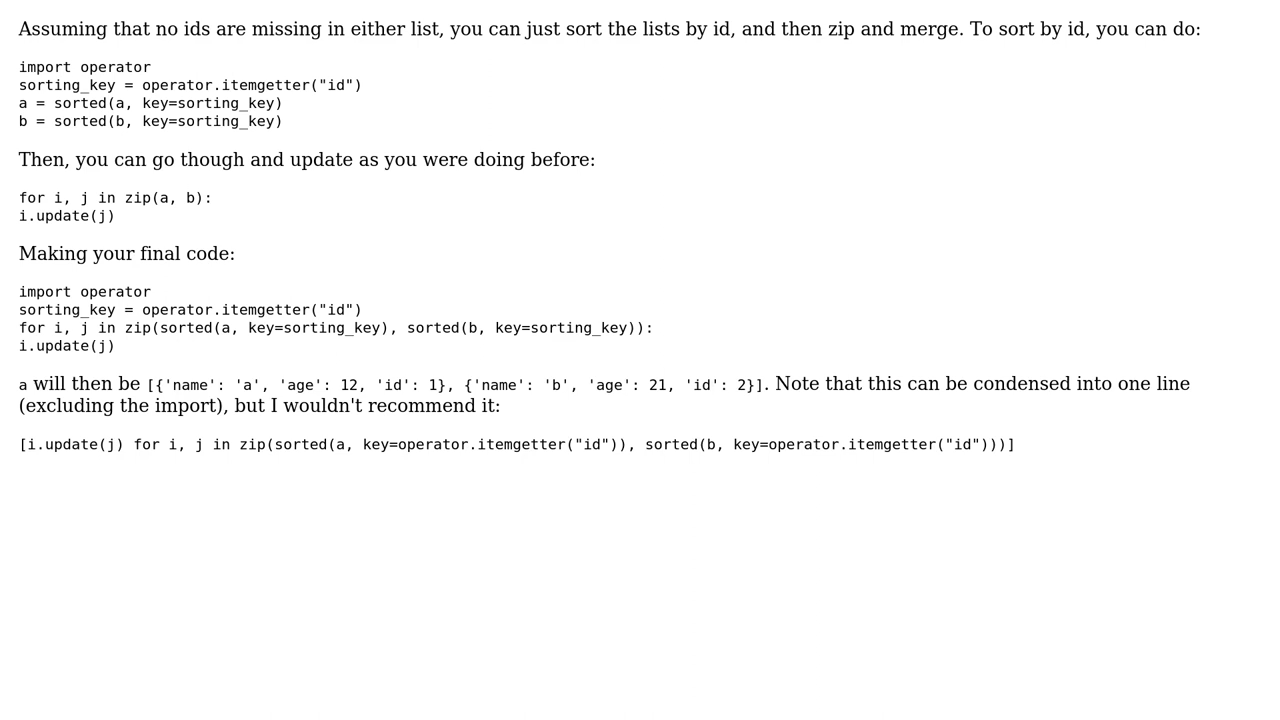 Assuming that no ids are missing in either list, you can just sort the lists by id, and then zip and merge. To sort by id, you can do:
import operator
sorting_key = operator.itemgetter("id")
a = sorted(a, key=sorting_key)
b = sorted(b, key=sorting_key)
Then, you can go though and update as you were doing before:
for i, j in zip(a, b):
i.update(j)
Making your final code:
import operator
sorting_key = operator.itemgetter("id")
for i, j in zip(sorted(a, key=sorting_key), sorted(b, key=sorting_key)):
i.update(j)
a will then be [{'name': 'a', 'age': 12, 'id': 1}, {'name': 'b', 'age': 21, 'id': 2}]. Note that this can be condensed into one line
(excluding the import), but I wouldn't recommend it:
[i.update(j) for i, j in zip(sorted(a, key=operator.itemgetter("id")), sorted(b, key=operator.itemgetter("id")))]